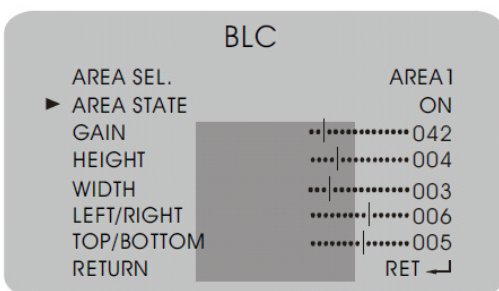 BLC
AREA SEL. AREA1
► AREA STATE ON
GAIN 042
HEIGHT 004
WIDTH 003
LEFT/RIGHT 006
TOP/BOTTOM 005
RETURN RET ↵